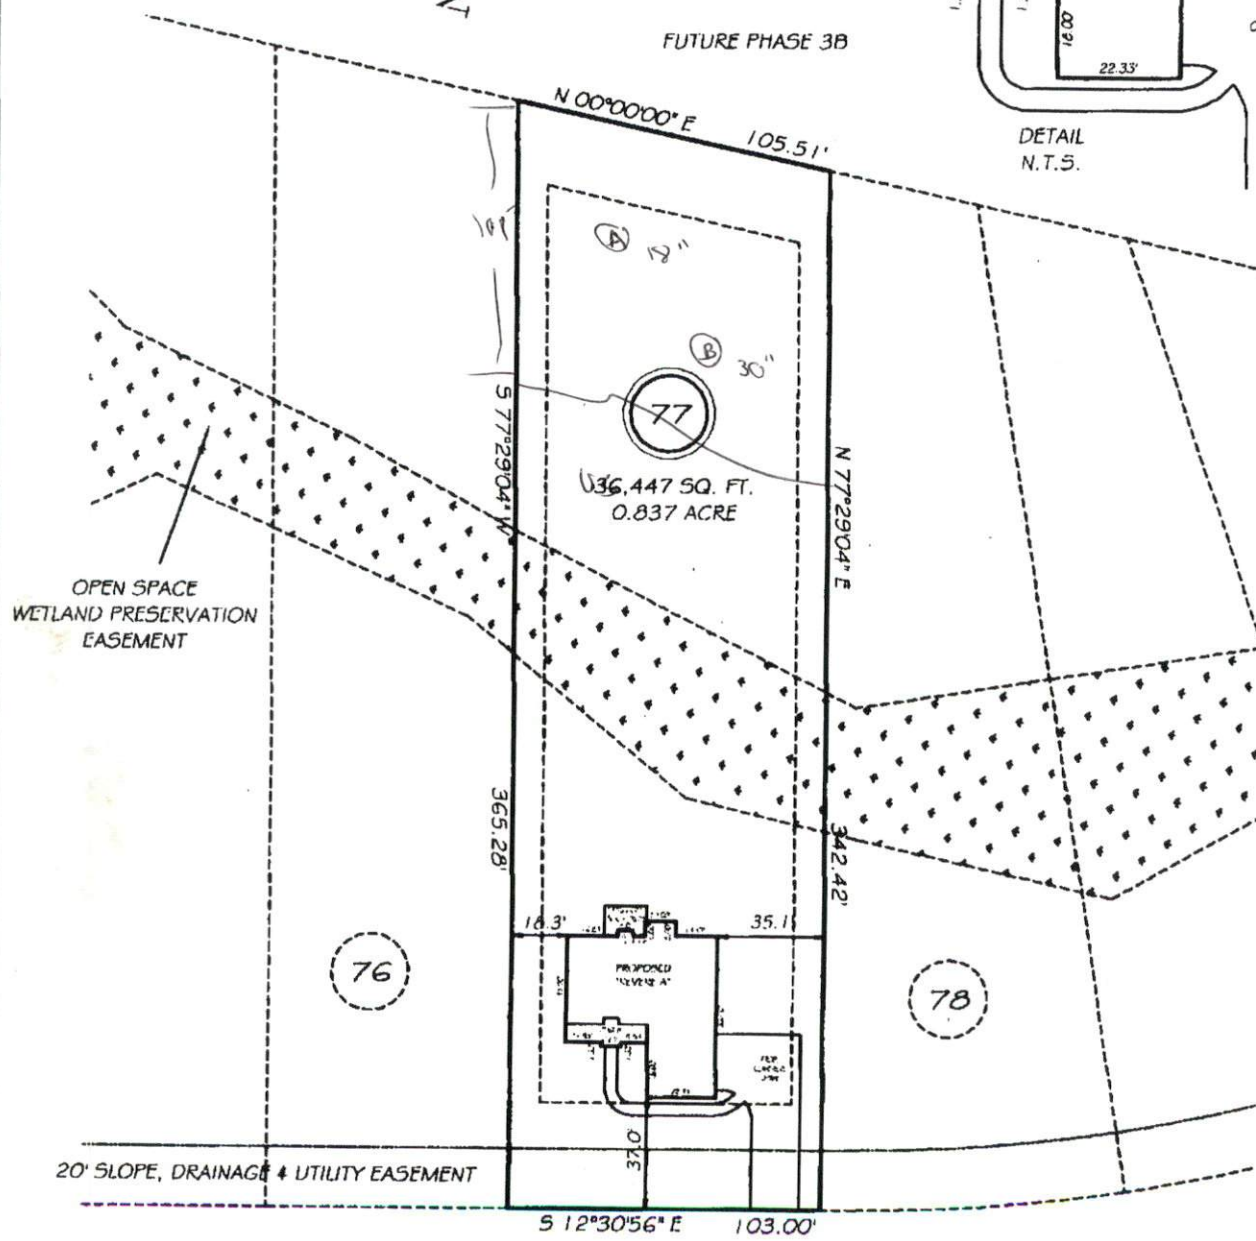 FUTURE PHASE 3B
18.00
22.33'
DETAIL
N.T.S.
N 00°00'00" E
105.51'
A 18"
B 30"
77
36,447 SQ. FT.
0.837 ACRE
S 77°29'04" W
N 77°29'04" E
OPEN SPACE
WETLAND PRESERVATION
EASEMENT
365.28'
342.42'
18.3'
35.1
PROPOSED
76
78
37.0'
20' SLOPE, DRAINAGE & UTILITY EASEMENT
S 12°30'56" E
103.00'